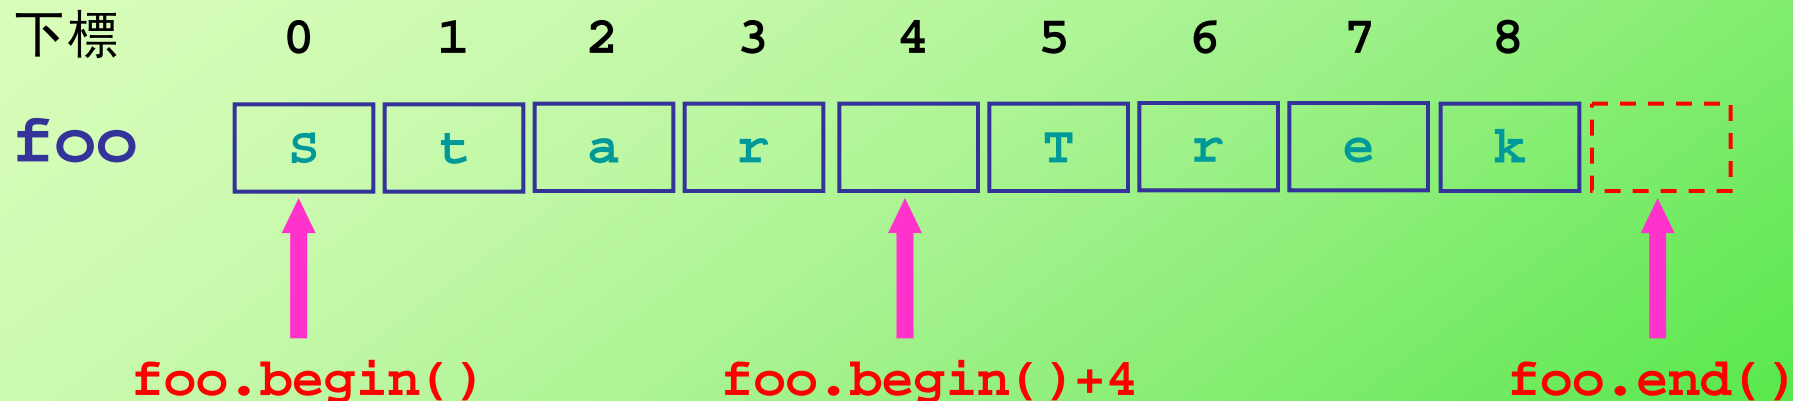 下標 0 1 2 3 4 5 6 7 8
foo S t a r T r e k
foo.begin() foo.begin()+4 foo.end()